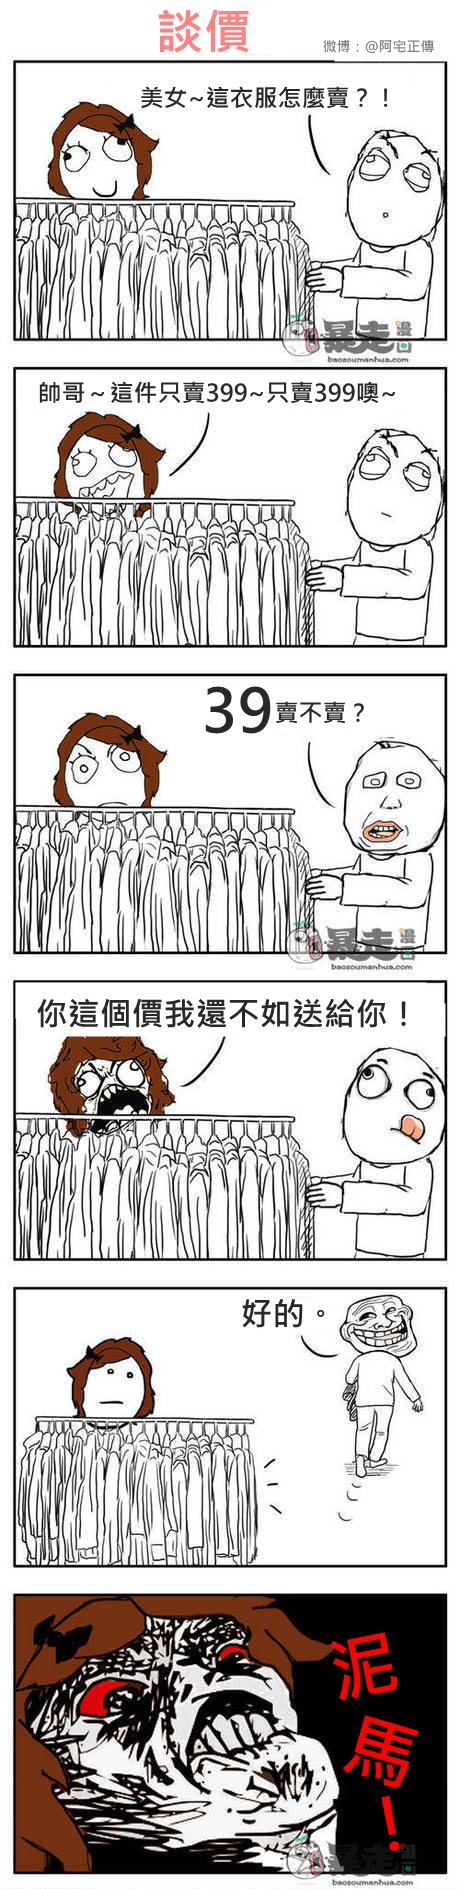 談價
微博：@阿宅正傳
美女~這衣服怎麼賣？！
暴走漫画
baozoumanhua.com
帥哥～這件只賣399~只賣399噢~
39賣不賣？
暴走漫画
baozoumanhua.com
你這個價我還不如送給你！
好的。
泥
馬
！
暴走漫画
baozoumanhua.com